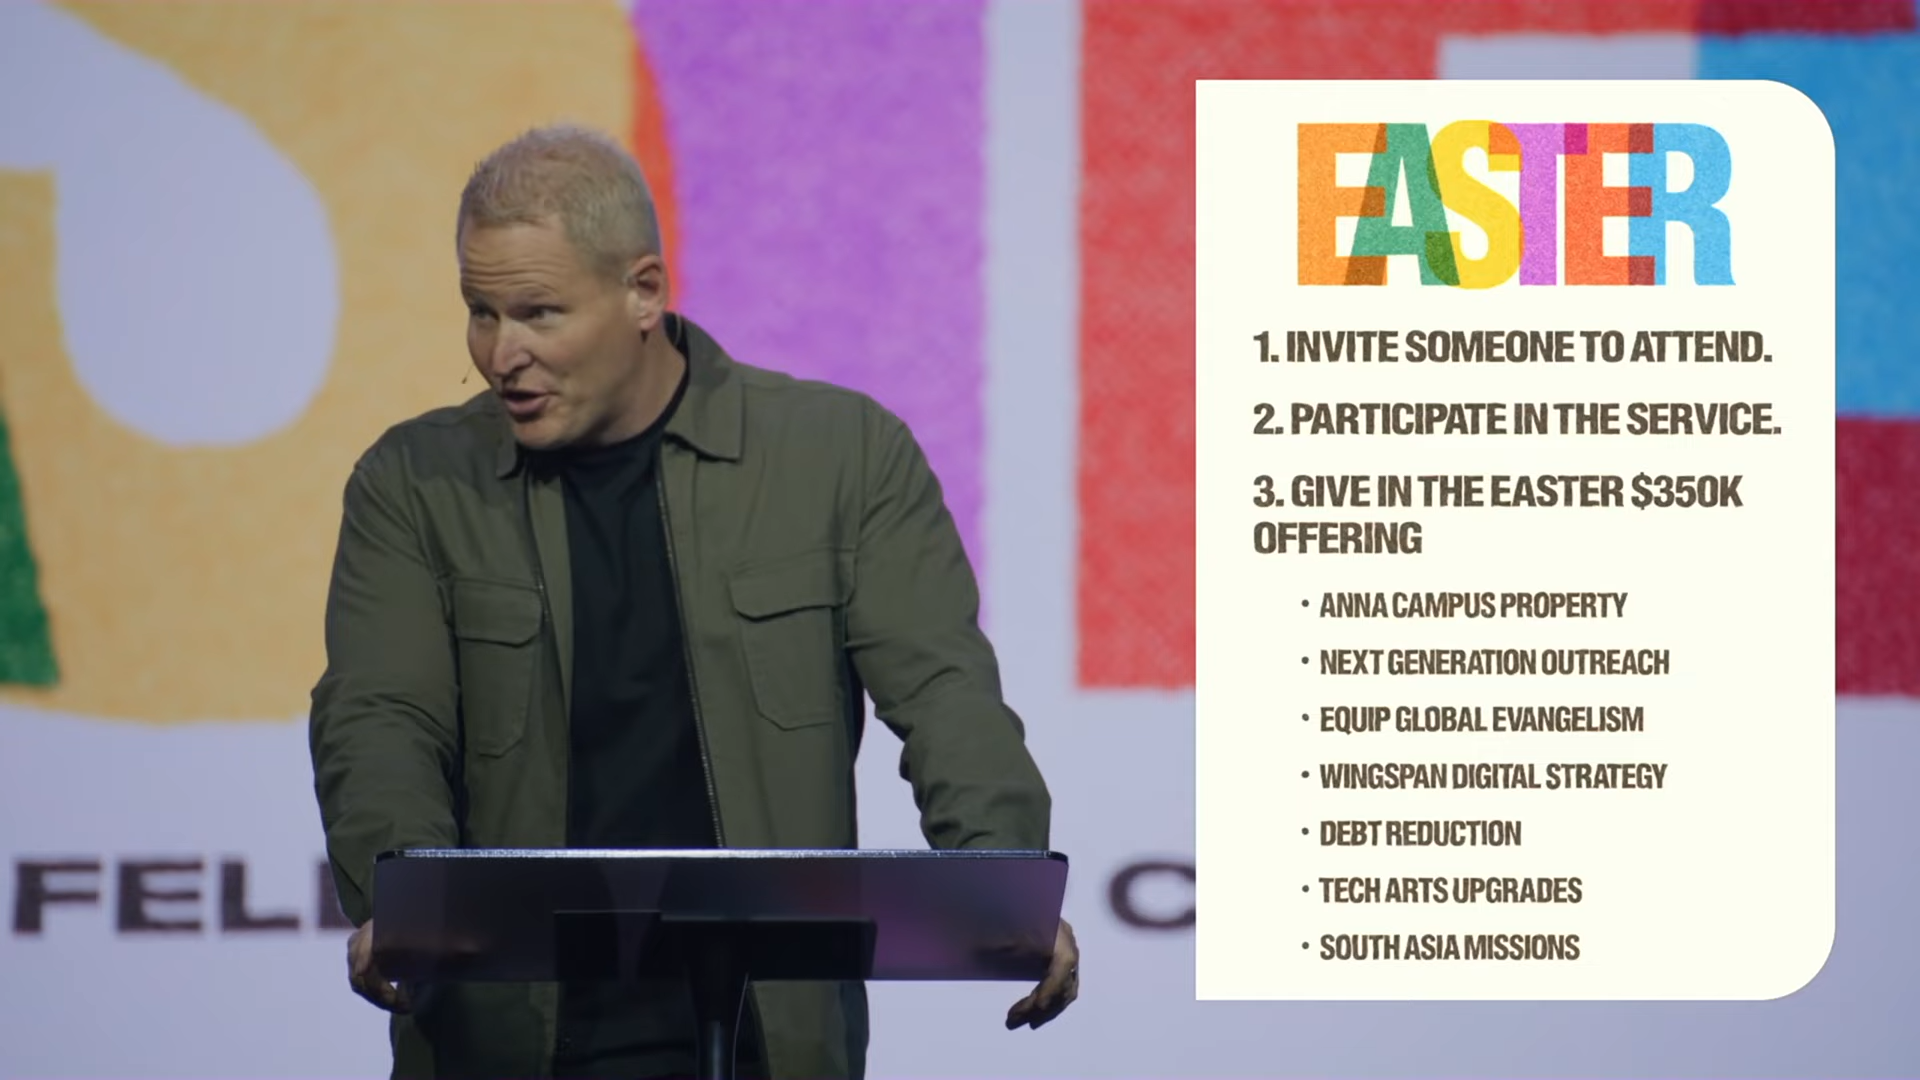 EASTER
1. INVITE SOMEONE TO ATTEND.
2. PARTICIPATE IN THE SERVICE.
3. GIVE IN THE EASTER $350K
OFFERING
• ANNA CAMPUS PROPERTY
• NEXT GENERATION OUTREACH
• EQUIP GLOBAL EVANGELISM
• WINGSPAN DIGITAL STRATEGY
• DEBT REDUCTION
• TECH ARTS UPGRADES
• SOUTH ASIA MISSIONS